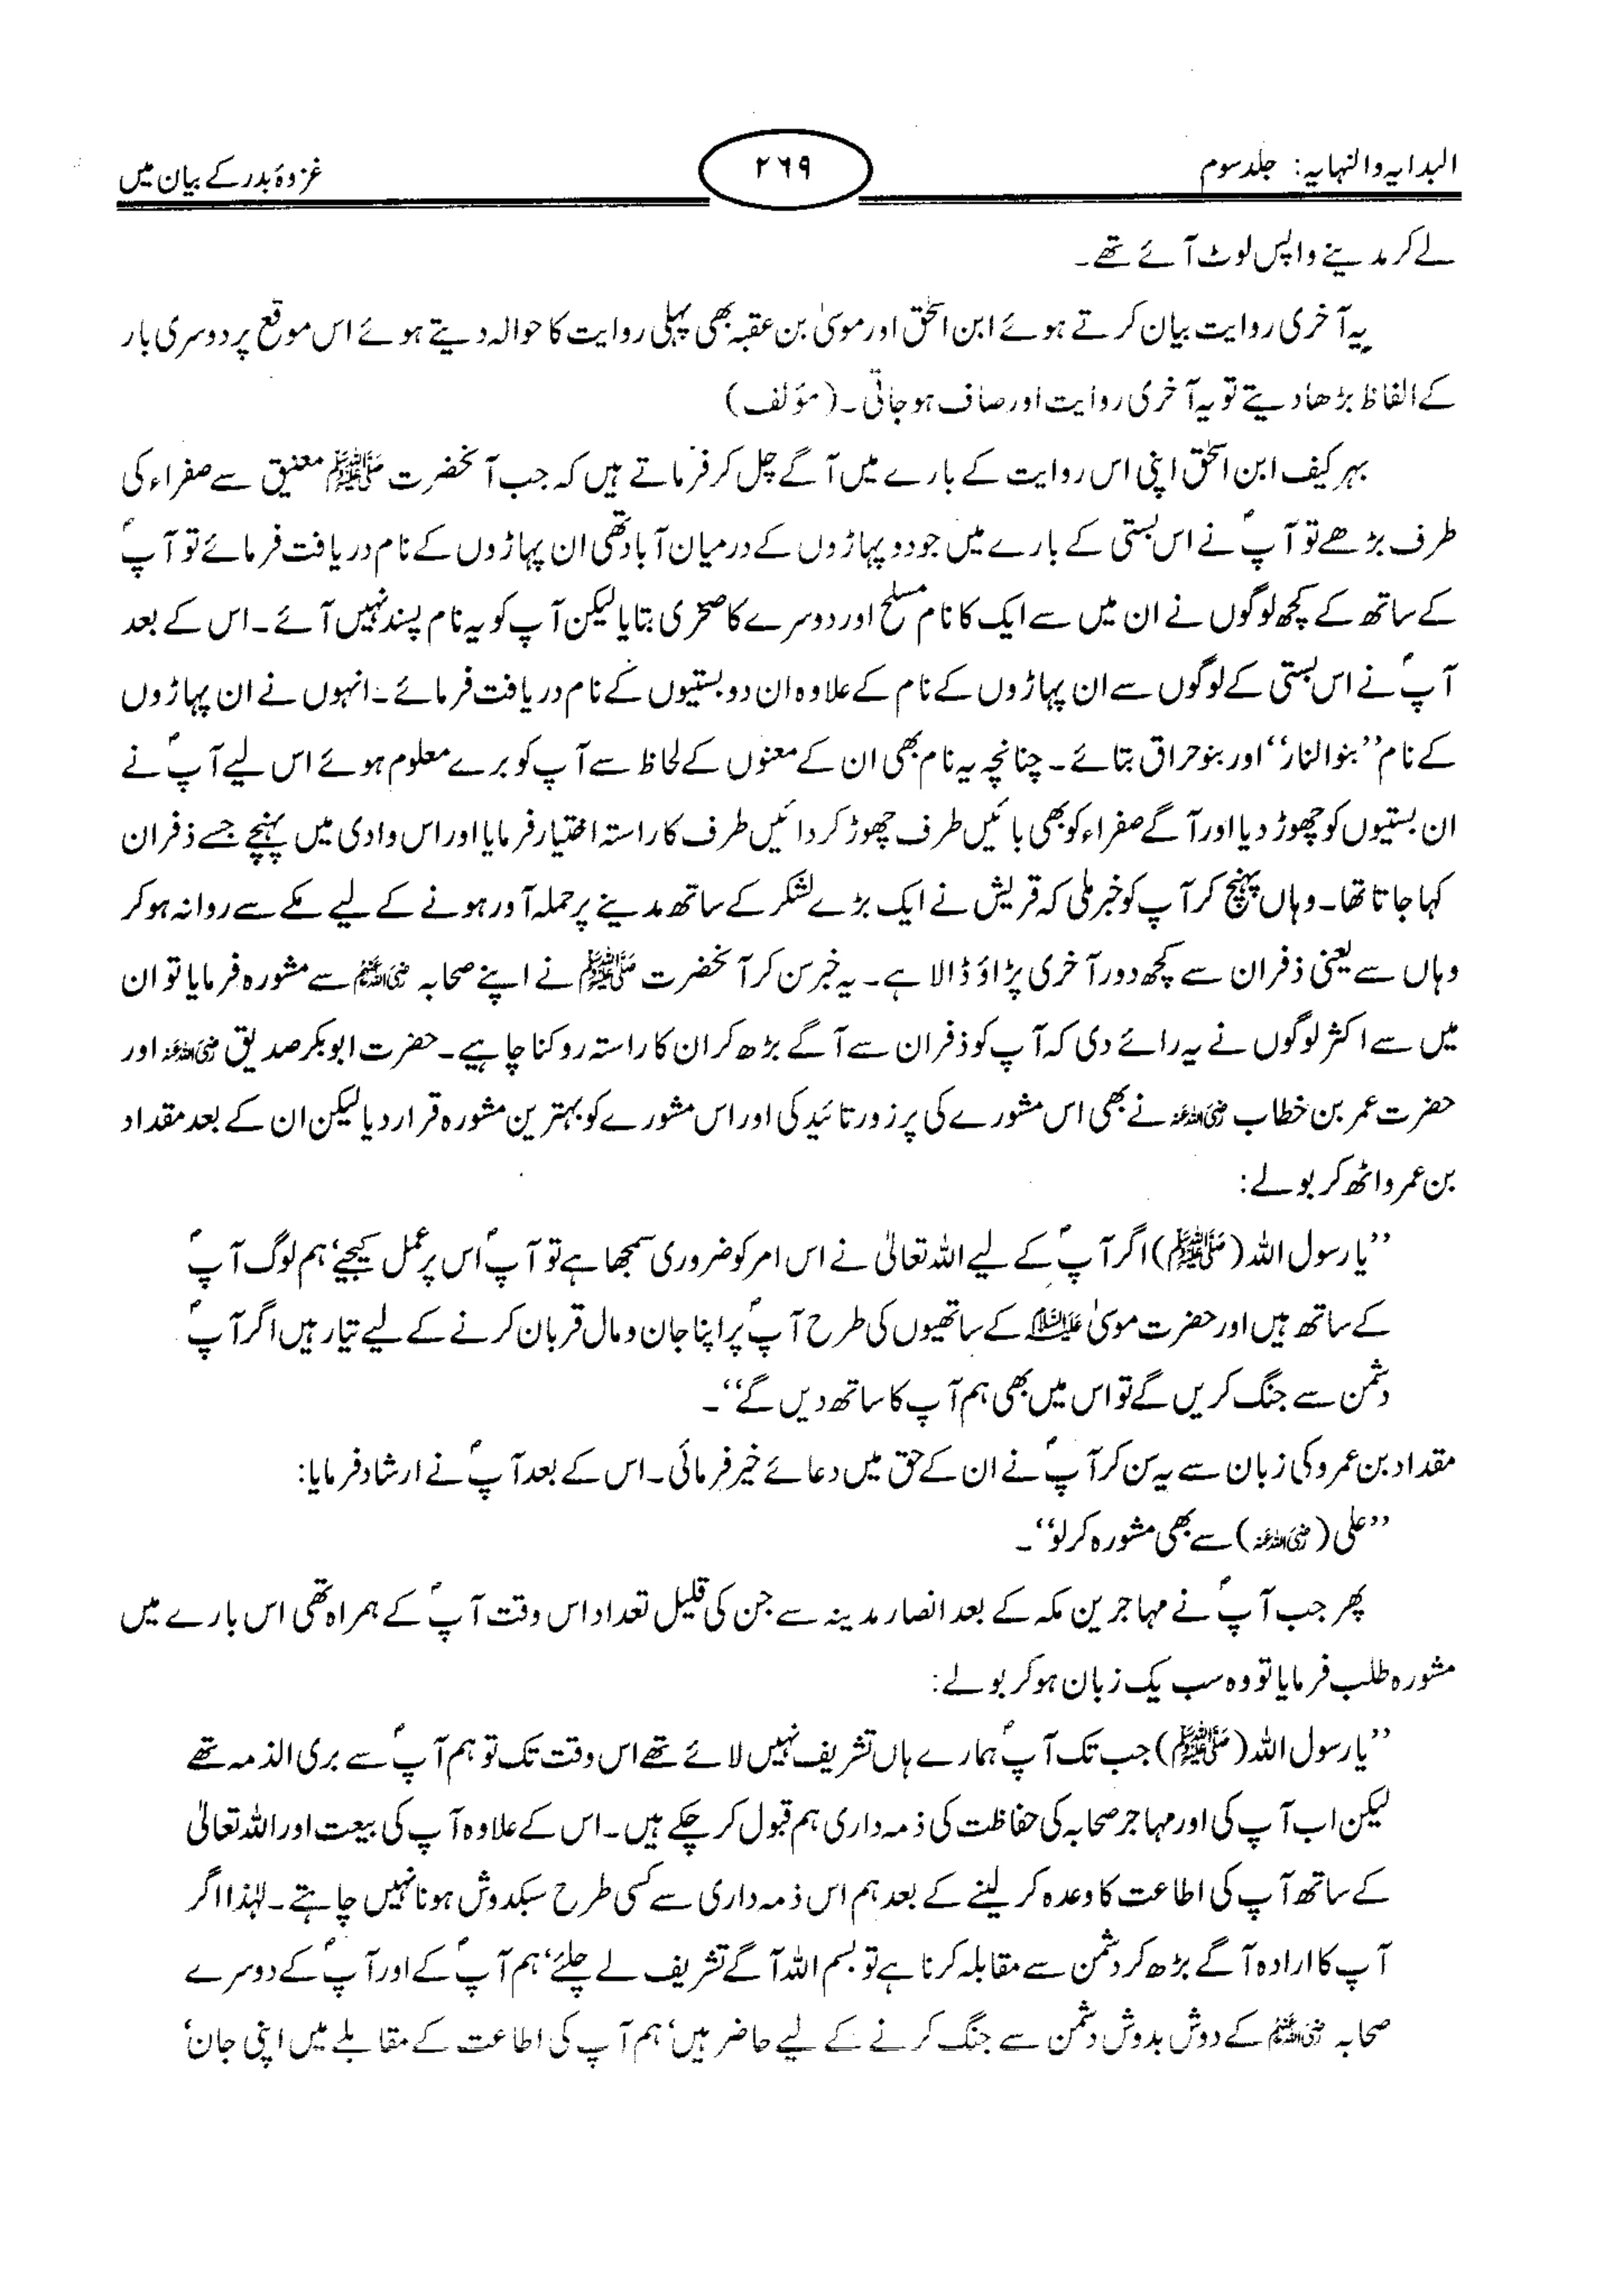 البدایہ والنہایہ: جلد سوم
۲۶۹
غزوۂ بدر کے بیان میں
لے کر مدینے واپس لوٹ آئے تھے۔
یہ آخری روایت بیان کرتے ہوئے ابن اسحٰق اور موسیٰ بن عقبہ بھی پہلی روایت کا حوالہ دیتے ہوئے اس موقع پر دوسری بار
کے الفاظ بڑھا دیتے تو یہ آخری روایت اور صاف ہو جاتی۔ (مؤلف)
بہر کیف ابن اسحٰق اپنی اس روایت کے بارے میں آگے چل کر فرماتے ہیں کہ جب آنحضرت ﷺ معنیق سے صفراء کی
طرف بڑھے تو آپؐ نے اس بستی کے بارے میں جو دو پہاڑوں کے درمیان آباد تھی ان پہاڑوں کے نام دریافت فرمائے تو آپؐ
کے ساتھ کے کچھ لوگوں نے ان میں سے ایک کا نام مسلح اور دوسرے کا صخری بتایا لیکن آپ کو یہ نام پسند نہیں آئے۔ اس کے بعد
آپؐ نے اس بستی کے لوگوں سے ان پہاڑوں کے نام کے علاوہ ان دو بستیوں کے نام دریافت فرمائے۔ انہوں نے ان پہاڑوں
کے نام ’’بنوالنار‘‘ اور بنو حراق بتائے۔ چنانچہ یہ نام بھی ان کے معنوں کے لحاظ سے آپ کو برے معلوم ہوئے اس لیے آپؐ نے
ان بستیوں کو چھوڑ دیا اور آگے صفراء کو بھی بائیں طرف چھوڑ کر دائیں طرف کا راستہ اختیار فرمایا اور اس وادی میں پہنچے جسے ذفران
کہا جاتا تھا۔ وہاں پہنچ کر آپ کو خبر ملی کہ قریش نے ایک بڑے لشکر کے ساتھ مدینے پر حملہ آور ہونے کے لیے مکے سے روانہ ہو کر
وہاں سے یعنی ذفران سے کچھ دور آخری پڑاؤ ڈالا ہے۔ یہ خبر سن کر آنحضرت ﷺ نے اپنے صحابہ رضی اللہ عنہم سے مشورہ فرمایا تو ان
میں سے اکثر لوگوں نے یہ رائے دی کہ آپ کو ذفران سے آگے بڑھ کر ان کا راستہ روکنا چاہیے۔ حضرت ابوبکر صدیق رضی اللہ عنہ اور
حضرت عمر بن خطاب رضی اللہ عنہ نے بھی اس مشورے کی پرزور تائید کی اور اس مشورے کو بہترین مشورہ قرار دیا لیکن ان کے بعد مقداد
بن عمرو اٹھ کر بولے:
’’یا رسول اللہ (ﷺ) اگر آپؐ کے لیے اللہ تعالیٰ نے اس امر کو ضروری سمجھا ہے تو آپؐ اس پر عمل کیجیے‘ ہم لوگ آپؐ
کے ساتھ ہیں اور حضرت موسیٰ علیہ السلام کے ساتھیوں کی طرح آپؐ پر اپنا جان و مال قربان کرنے کے لیے تیار ہیں اگر آپؐ
دشمن سے جنگ کریں گے تو اس میں بھی ہم آپ کا ساتھ دیں گے‘‘۔
مقداد بن عمرو کی زبان سے یہ سن کر آپؐ نے ان کے حق میں دعائے خیر فرمائی۔ اس کے بعد آپؐ نے ارشاد فرمایا:
’’علی (رضی اللہ عنہ) سے بھی مشورہ کر لو‘‘۔
پھر جب آپؐ نے مہاجرین مکہ کے بعد انصار مدینہ سے جن کی قلیل تعداد اس وقت آپؐ کے ہمراہ تھی اس بارے میں
مشورہ طلب فرمایا تو وہ سب یک زبان ہو کر بولے:
’’یا رسول اللہ (ﷺ) جب تک آپؐ ہمارے ہاں تشریف نہیں لائے تھے اس وقت تک تو ہم آپؐ سے بری الذمہ تھے
لیکن اب آپ کی اور مہاجر صحابہ کی حفاظت کی ذمہ داری ہم قبول کر چکے ہیں۔ اس کے علاوہ آپ کی بیعت اور اللہ تعالیٰ
کے ساتھ آپ کی اطاعت کا وعدہ کر لینے کے بعد ہم اس ذمہ داری سے کسی طرح سبکدوش ہونا نہیں چاہتے۔ لہٰذا اگر
آپ کا ارادہ آگے بڑھ کر دشمن سے مقابلہ کرنا ہے تو بسم اللہ آگے تشریف لے چلئے‘ ہم آپؐ کے اور آپؐ کے دوسرے
صحابہ رضی اللہ عنہم کے دوش بدوش دشمن سے جنگ کرنے کے لیے حاضر ہیں‘ ہم آپ کی اطاعت کے مقابلے میں اپنی جان‘